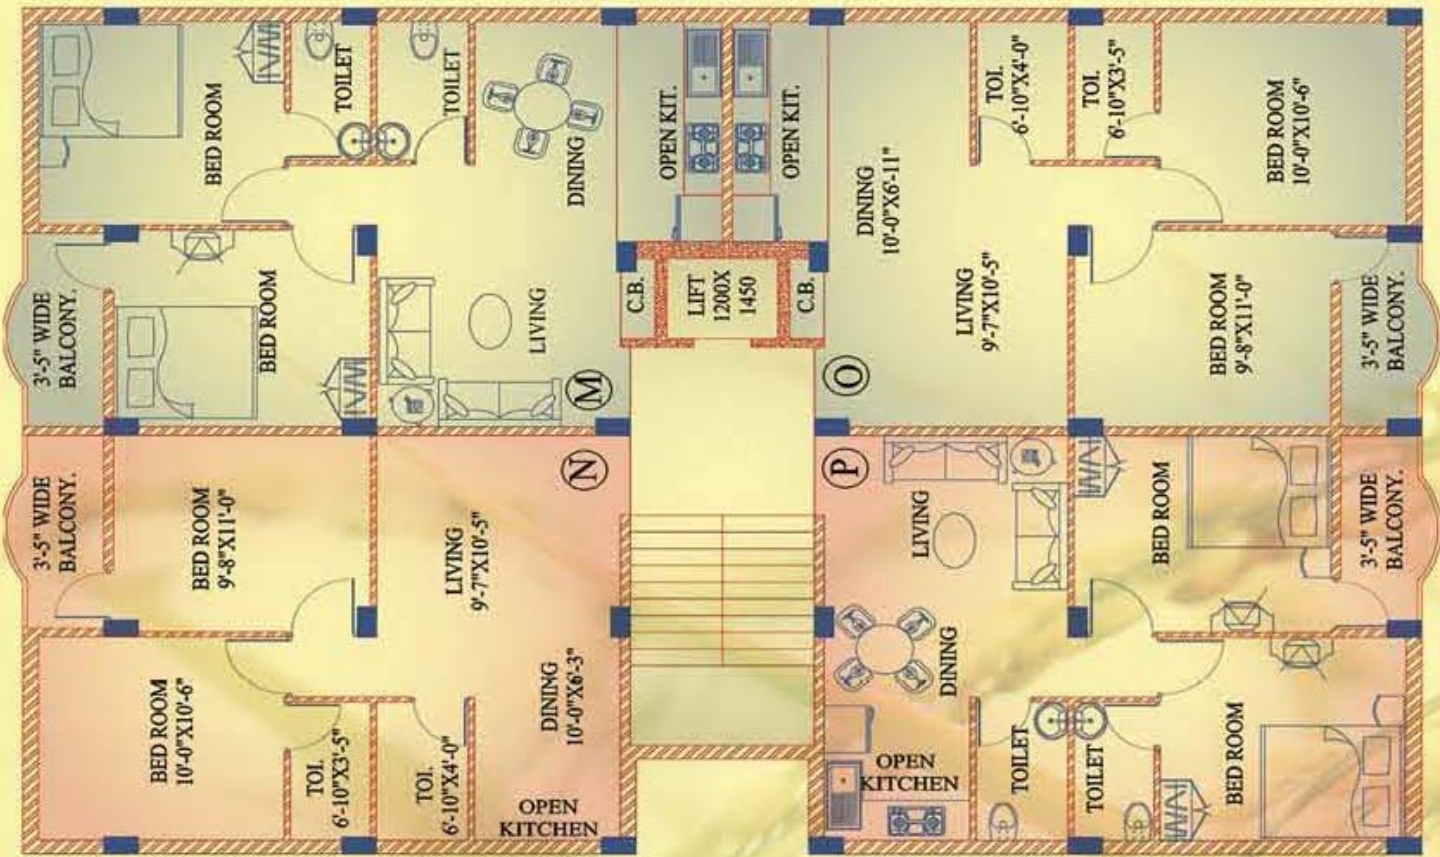 BED ROOM
TOILET
TOILET
DINING
OPEN KIT.
3'-5" WIDE
BALCONY.
BED ROOM
LIVING
M
C.B.
LIFT
1200X
1450
C.B.
OPEN KIT.
DINING
10'-0"X6'-11"
TOI.
6'-10"X4'-0"
TOI.
6'-10"X3'-5"
BED ROOM
10'-0"X10'-6"
LIVING
9'-7"X10'-5"
O
BED ROOM
9'-8"X11'-0"
3'-5" WIDE
BALCONY.
3'-5" WIDE
BALCONY.
BED ROOM
9'-8"X11'-0"
LIVING
9'-7"X10'-5"
N
BED ROOM
10'-0"X10'-6"
TOI.
6'-10"X3'-5"
TOI.
6'-10"X4'-0"
DINING
10'-0"X6'-3"
OPEN
KITCHEN
P
LIVING
BED ROOM
3'-5" WIDE
BALCONY.
DINING
OPEN
KITCHEN
TOILET
TOILET
BED ROOM